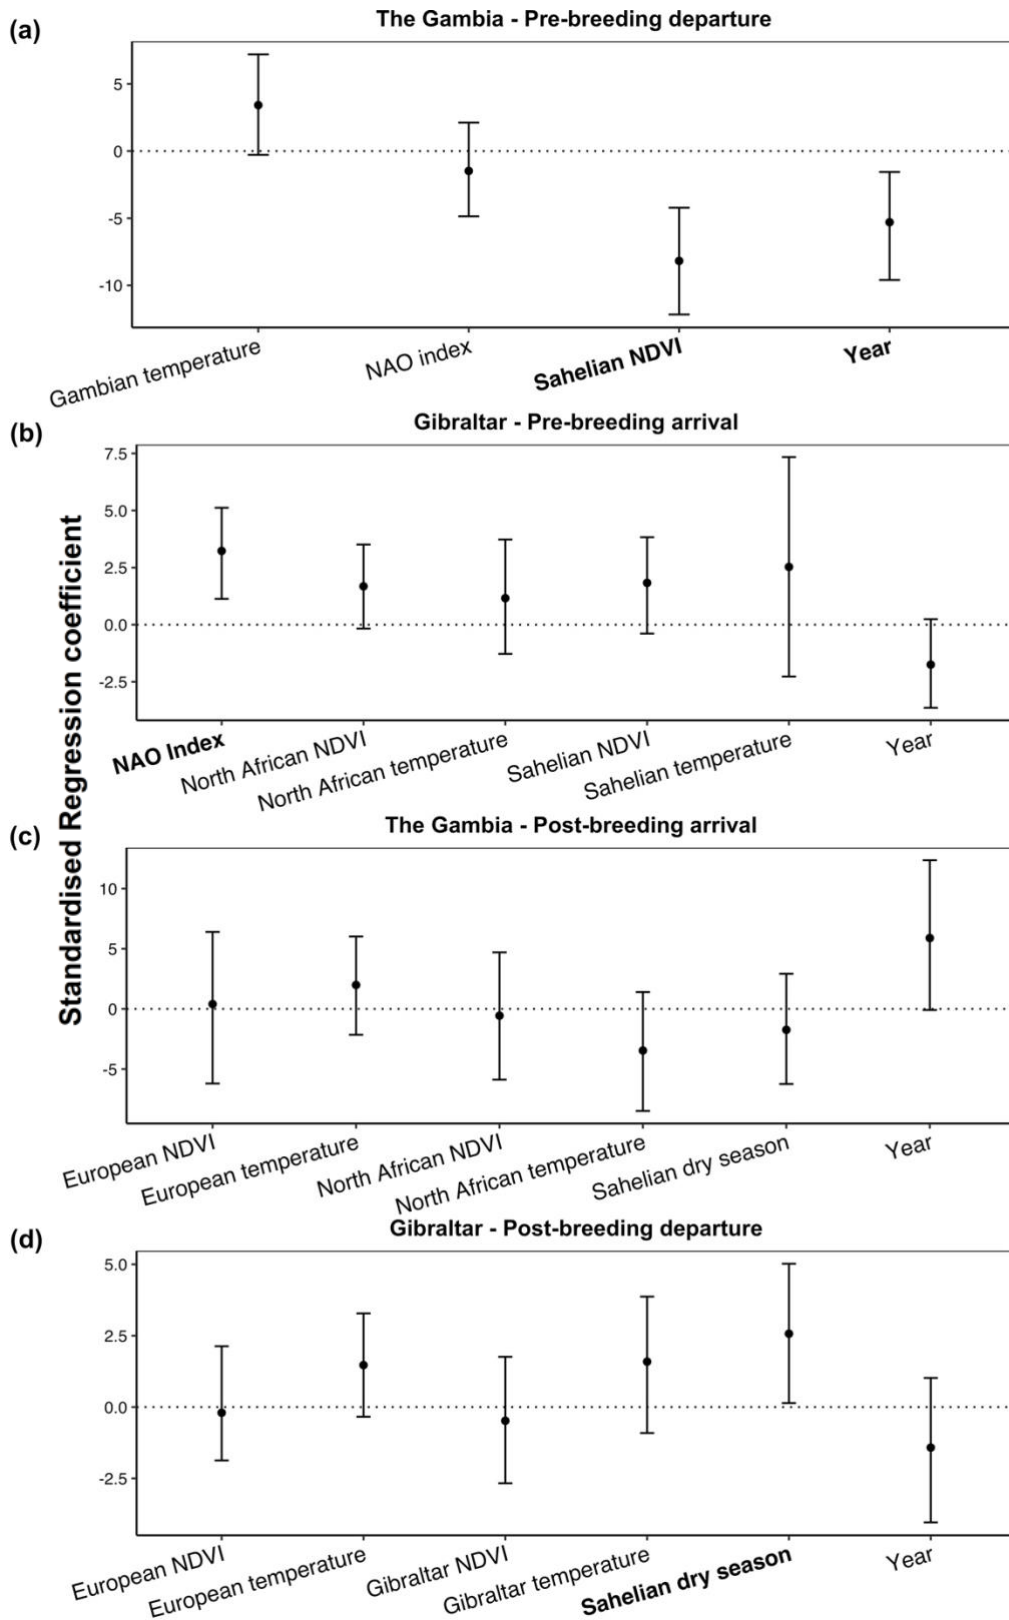 (a)
The Gambia - Pre-breeding departure
5
0
-5
-10
Gambian temperature
NAO index
Sahelian NDVI
Year
(b)
Gibraltar - Pre-breeding arrival
7.5
5.0
2.5
0.0
-2.5
NAO Index
North African NDVI
North African temperature
Sahelian NDVI
Sahelian temperature
Year
Standardised Regression coefficient
(c)
The Gambia - Post-breeding arrival
10
5
0
-5
European NDVI
European temperature
North African NDVI
North African temperature
Sahelian dry season
Year
(d)
Gibraltar - Post-breeding departure
5.0
2.5
0.0
-2.5
European NDVI
European temperature
Gibraltar NDVI
Gibraltar temperature
Sahelian dry season
Year